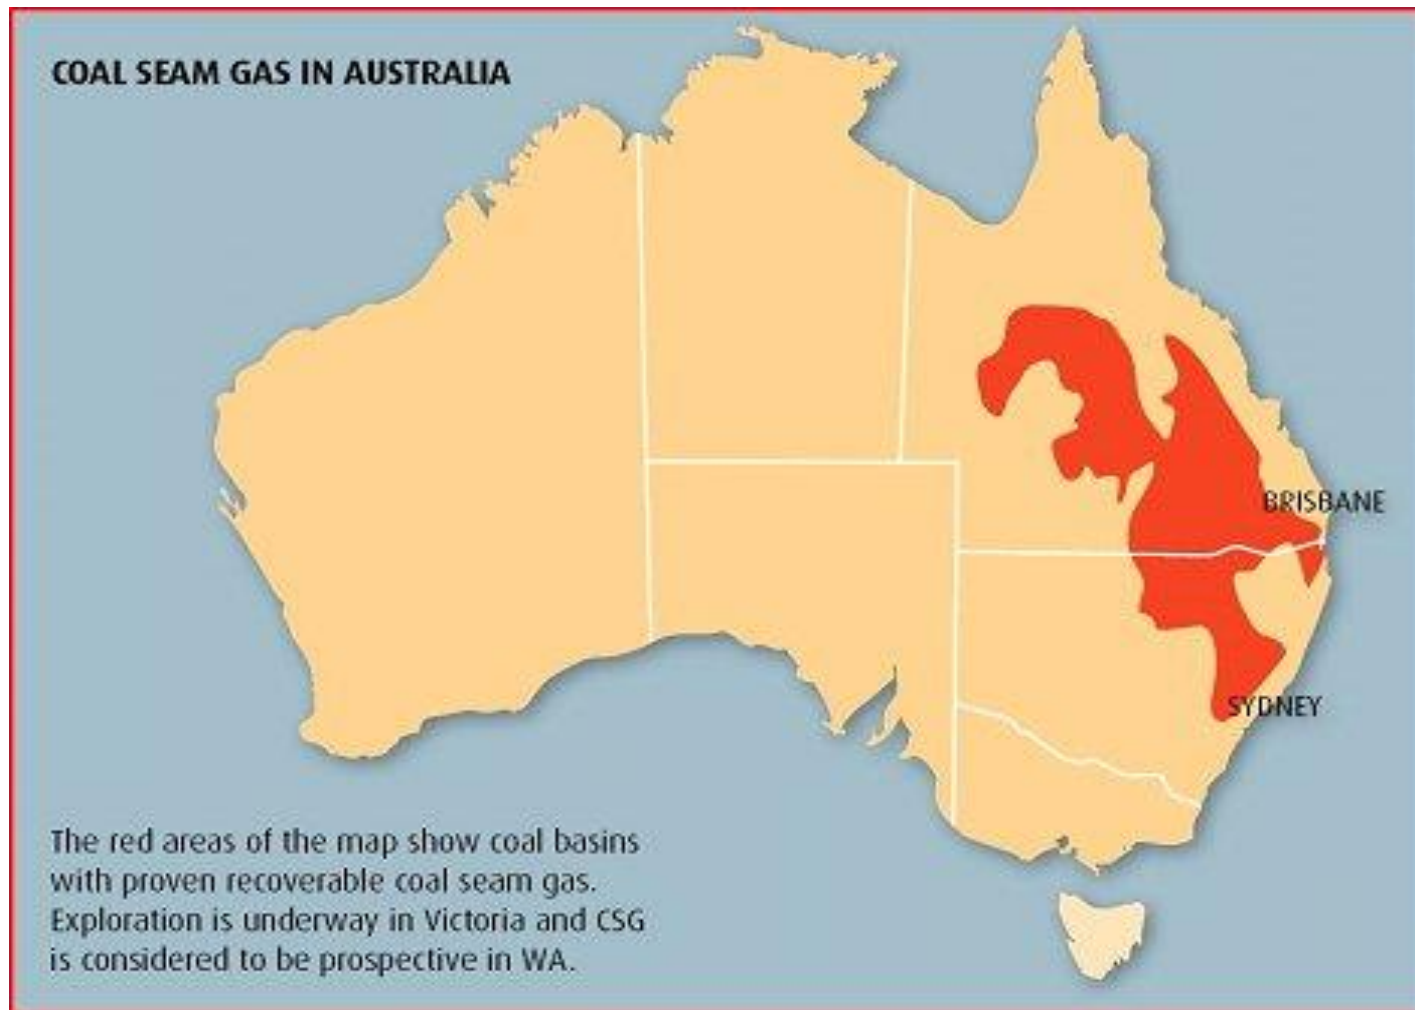 COAL SEAM GAS IN AUSTRALIA
BRISBANE
SYDNEY
The red areas of the map show coal basins
with proven recoverable coal seam gas.
Exploration is underway in Victoria and CSG
is considered to be prospective in WA.